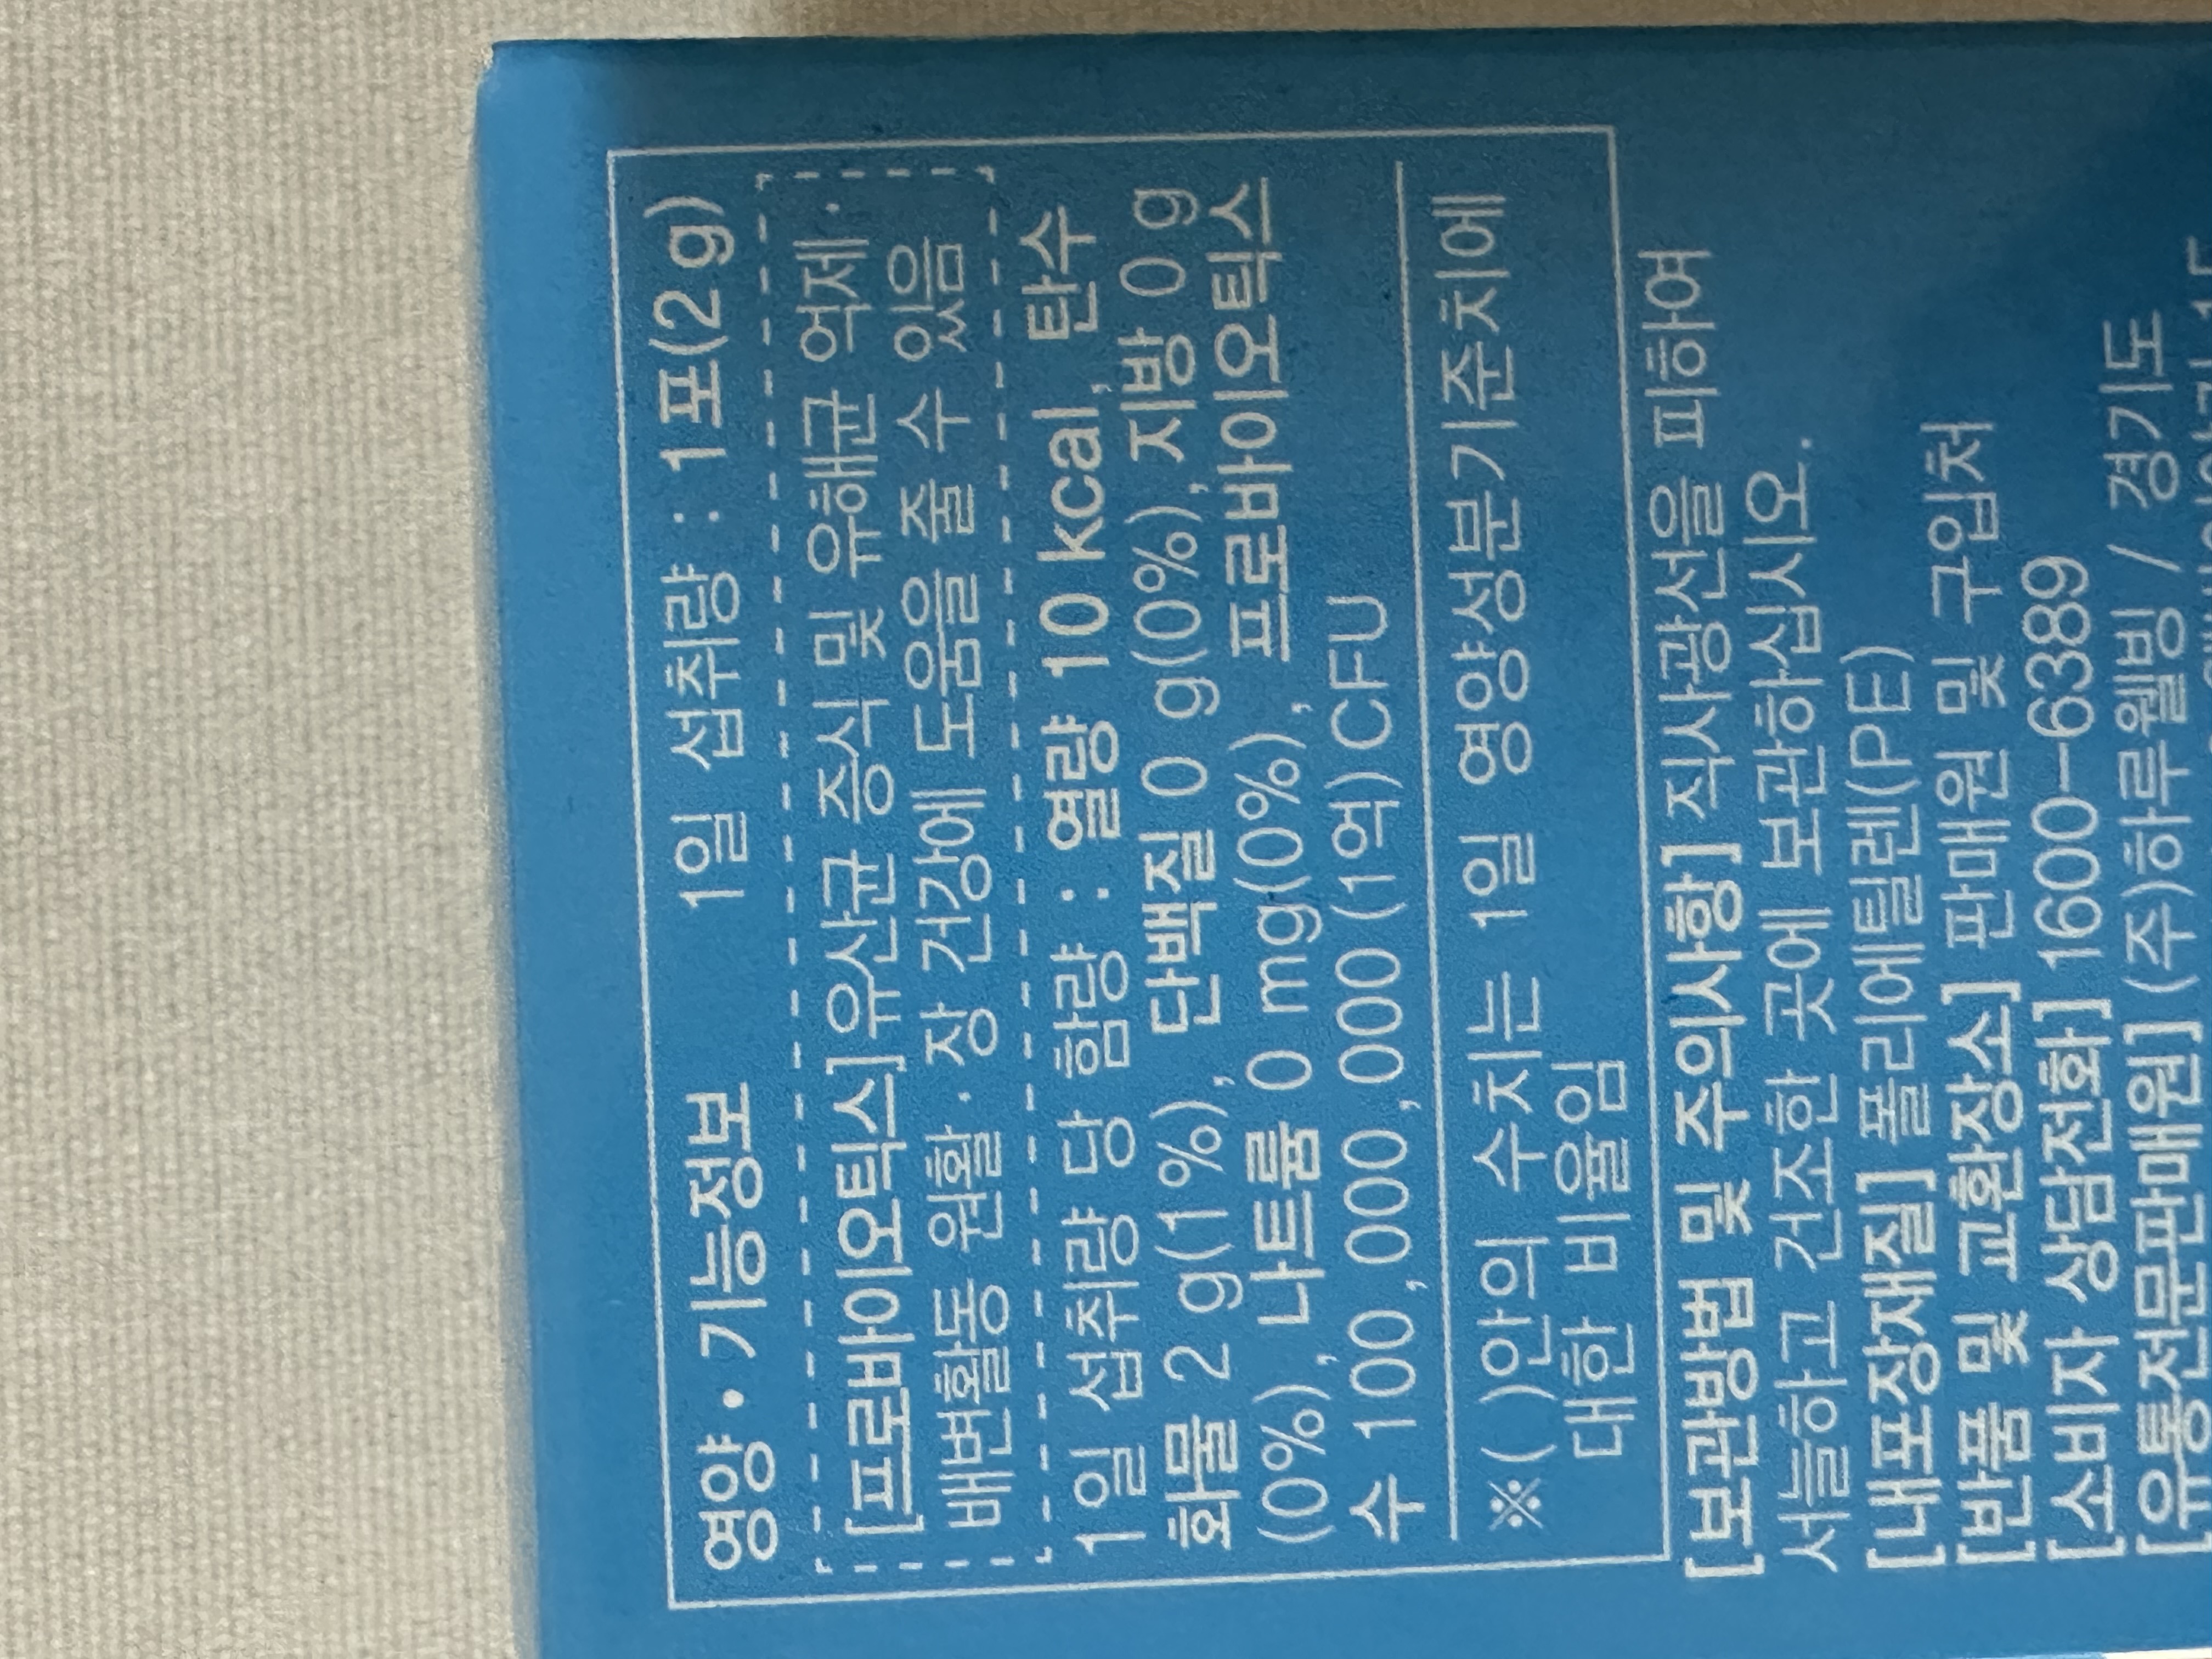 영양·기능정보 1일 섭취량 : 1포(2 g)
[프로바이오틱스] 유산균 증식 및 유해균 억제·
배변활동 원활·장 건강에 도움을 줄 수 있음
1일 섭취량 당 함량 : 열량 10 kcal, 탄수
화물 2 g(1%), 단백질 0 g(0%), 지방 0 g
(0%), 나트륨 0 mg(0%), 프로바이오틱스
수 100,000,000 (1억) CFU
※( )안의 수치는 1일 영양성분기준치에
대한 비율임
[보관방법 및 주의사항] 직사광선을 피하여
서늘하고 건조한 곳에 보관하십시오.
[내포장재질] 폴리에틸렌(PE)
[반품 및 교환장소] 판매원 및 구입처
[소비자 상담전화] 1600-6389
[유통전문판매원] (주)하루웰빙 / 경기도